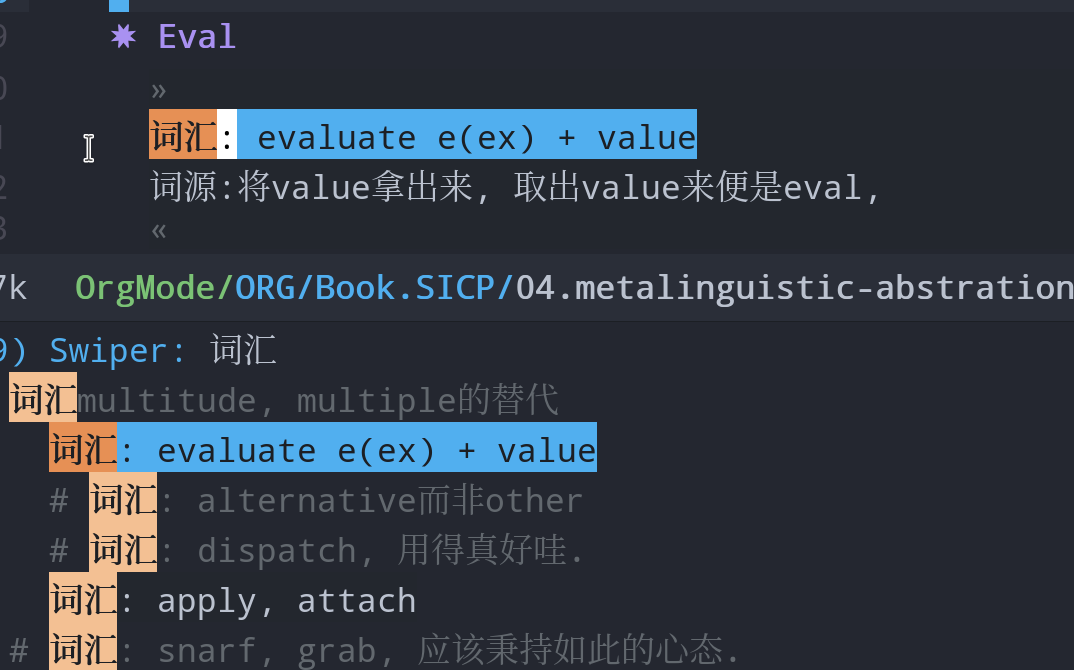 ✸ Eval
»
词汇: evaluate e(ex) + value
词源:将value拿出来, 取出value来便是eval,
«
7k OrgMode/ORG/Book.SICP/04.metalinguistic-abstration
9) Swiper: 词汇
词汇multitude, multiple的替代
词汇: evaluate e(ex) + value
# 词汇: alternative而非other
# 词汇: dispatch, 用得真好哇.
词汇: apply, attach
# 词汇: snarf, grab, 应该秉持如此的心态.